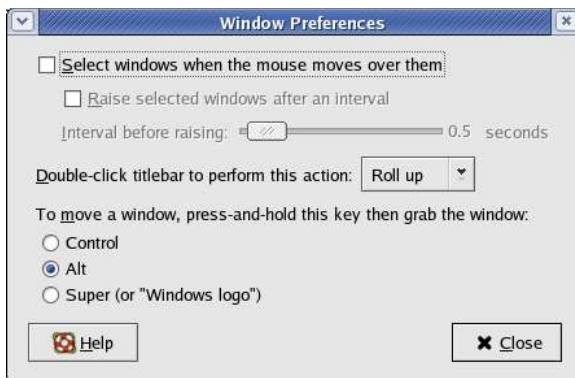 Window Preferences
Select windows when the mouse moves over them
Raise selected windows after an interval
Interval before raising: 0.5 seconds
Double-click titlebar to perform this action: Roll up
To move a window, press-and-hold this key then grab the window:
Control
Alt
Super (or "Windows logo")
Help Close